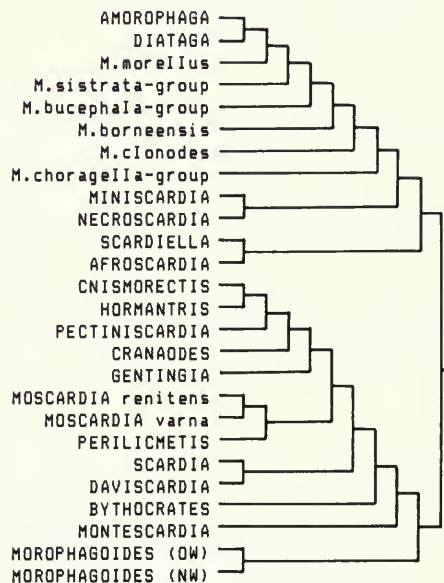 AMOROPHAGA
DIATAGA
M.morellus
M.sistrata-group
M.bucephala-group
M.borneensis
M.clonodes
M.choragella-group
MINISCARDIA
NECROSCARDIA
SCARDIELLA
AFROSCARDIA
CNISMORECTIS
HORMANTRIS
PECTINISCARDIA
CRANAODES
GENTINGIA
MOSCARDIA renitens
MOSCARDIA varna
PERILICMETIS
SCARDIA
DAVISCARDIA
BYTHOCRATES
MONTESCARDIA
MOROPHAGOIDES (OW)
MOROPHAGOIDES (NW)